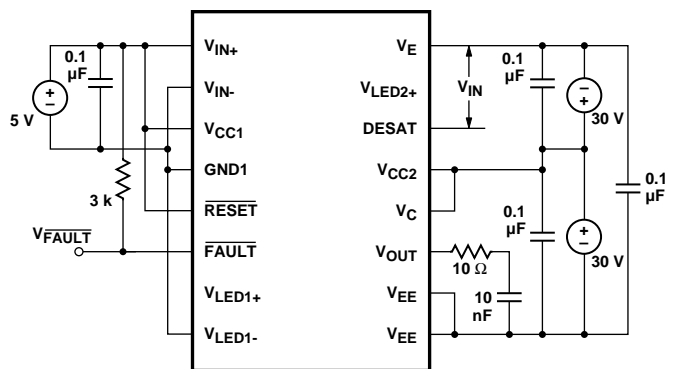 0.1
µF
5 V
+
−
3 k
V_FAULT
V_IN+
V_IN-
V_CC1
GND1
RESET
FAULT
V_LED1+
V_LED1-
V_E
V_LED2+
DESAT
V_CC2
V_C
V_OUT
V_EE
V_EE
V_IN
0.1
µF
−
+
30 V
0.1
µF
0.1
µF
+
−
30 V
10 Ω
10
nF